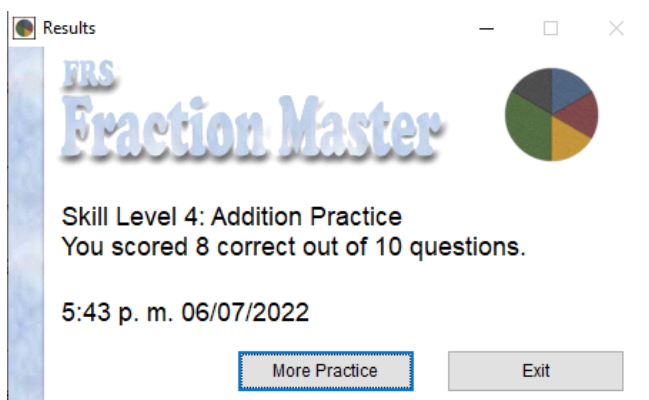 Results
FRS
Fraction Master
Skill Level 4: Addition Practice
You scored 8 correct out of 10 questions.
5:43 p. m. 06/07/2022
More Practice
Exit